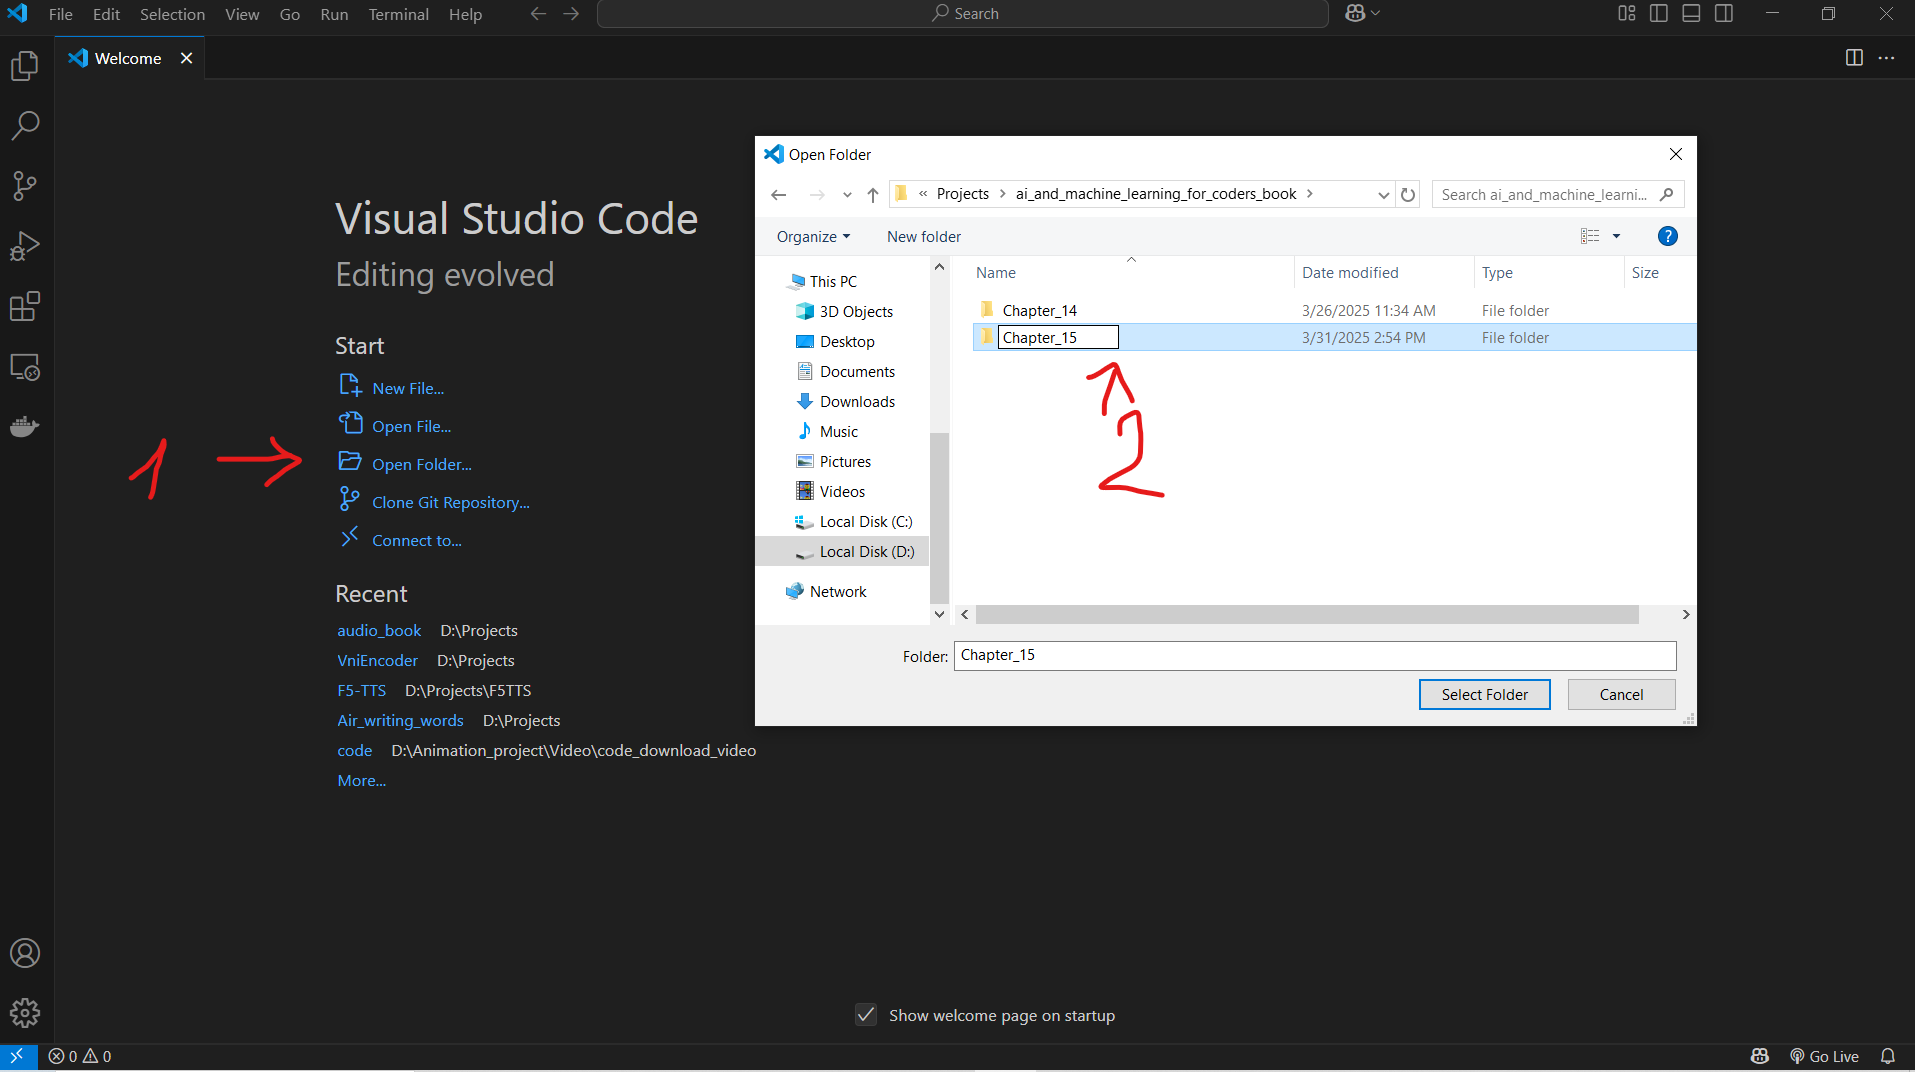 File Edit Selection View Go Run Terminal Help Search
Welcome
Visual Studio Code
Editing evolved
Start
New File...
Open File...
1 Open Folder...
Clone Git Repository...
Connect to...
Recent
audio_book D:\Projects
VniEncoder D:\Projects
F5-TTS D:\Projects\F5TTS
Air_writing_words D:\Projects
code D:\Animation_project\Video\code_download_video
More...
Open Folder
« Projects > ai_and_machine_learning_for_coders_book > Search ai_and_machine_learni...
Organize New folder ?
This PC
3D Objects
Desktop
Documents
Downloads
Music
Pictures
Videos
Local Disk (C:)
Local Disk (D:)
Network
Name Date modified Type Size
Chapter_14 3/26/2025 11:34 AM File folder
Chapter_15 3/31/2025 2:54 PM File folder
2
Folder: Chapter_15
Select Folder Cancel
Show welcome page on startup
0 0 Go Live